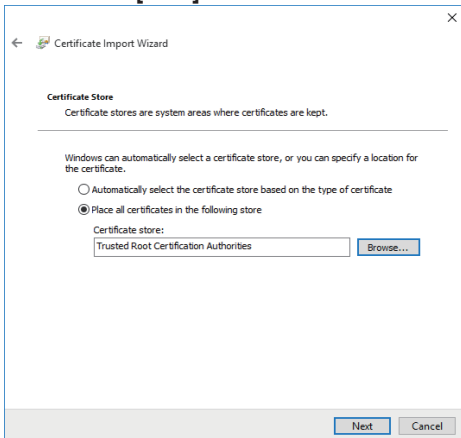 Certificate Import Wizard
Certificate Store
Certificate stores are system areas where certificates are kept.
Windows can automatically select a certificate store, or you can specify a location for
the certificate.
Automatically select the certificate store based on the type of certificate
Place all certificates in the following store
Certificate store:
Trusted Root Certification Authorities
Browse...
Next
Cancel